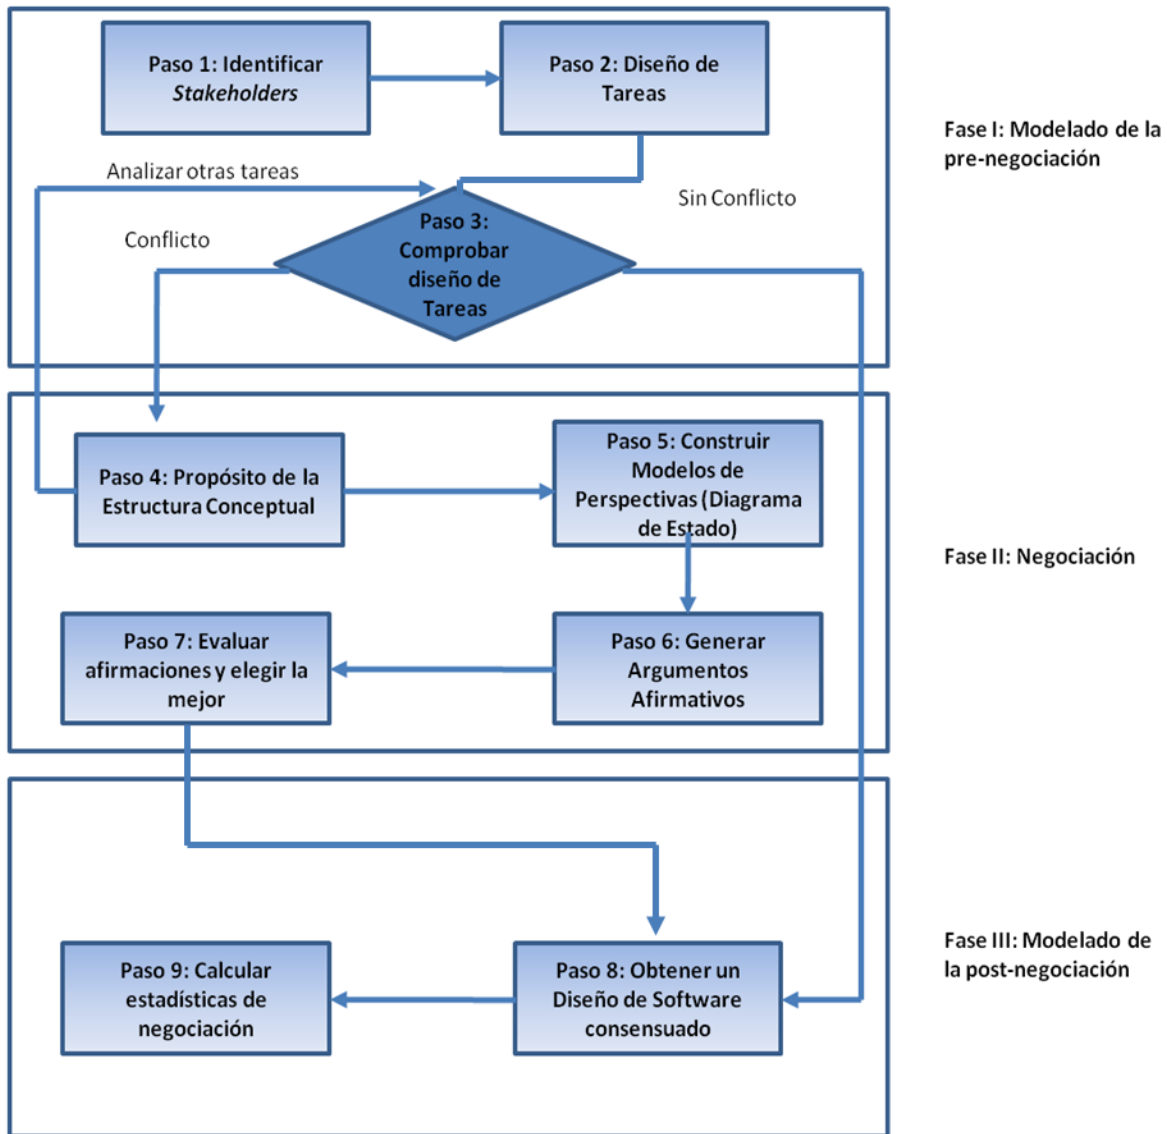 Paso 1: Identificar
Stakeholders
Paso 2: Diseño de
Tareas
Fase I: Modelado de la
pre-negociación
Analizar otras tareas
Sin Conflicto
Conflicto
Paso 3:
Comprobar
diseño de
Tareas
Paso 4: Propósito de la
Estructura Conceptual
Paso 5: Construir
Modelos de
Perspectivas (Diagrama
de Estado)
Fase II: Negociación
Paso 7: Evaluar
afirmaciones y elegir la
mejor
Paso 6: Generar
Argumentos
Afirmativos
Paso 9: Calcular
estadísticas de
negociación
Paso 8: Obtener un
Diseño de Software
consensuado
Fase III: Modelado de
la post-negociación